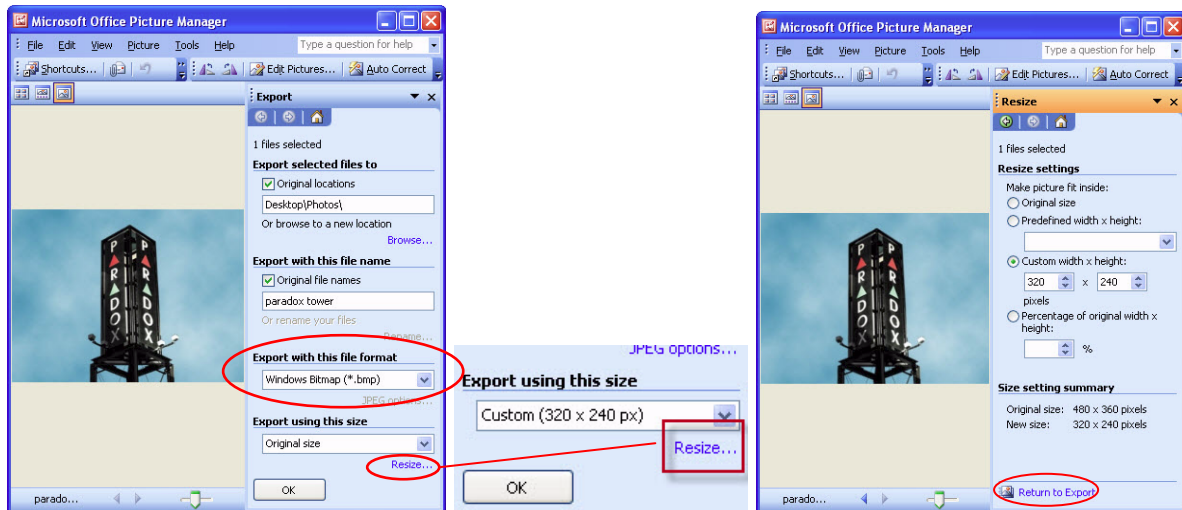 Microsoft Office Picture Manager
File Edit View Picture Tools Help Type a question for help
Shortcuts... Edit Pictures... Auto Correct
Export
1 files selected
Export selected files to
Original locations
Desktop\Photos\
Or browse to a new location
Browse...
Export with this file name
Original file names
paradox tower
Or rename your files
Rename...
Export with this file format
Windows Bitmap (*.bmp)
JPEG options...
Export using this size
Original size
Resize...
OK
PARADOX
PARADOX
parado...
JPEG options...
Export using this size
Custom (320 x 240 px)
Resize...
OK
Microsoft Office Picture Manager
File Edit View Picture Tools Help Type a question for help
Shortcuts... Edit Pictures... Auto Correct
Resize
1 files selected
Resize settings
Make picture fit inside:
Original size
Predefined width x height:
Custom width x height:
320 x 240
pixels
Percentage of original width x
height:
%
Size setting summary
Original size: 480 x 360 pixels
New size: 320 x 240 pixels
Return to Export
PARADOX
PARADOX
parado...